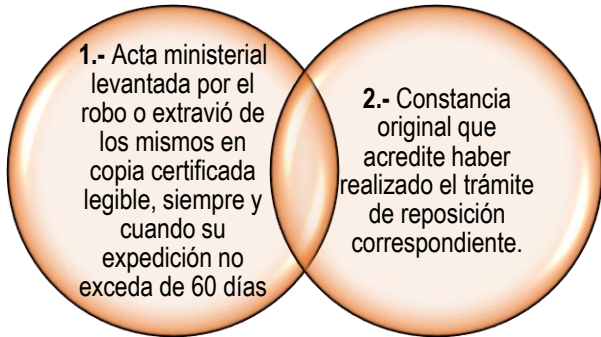 1.- Acta ministerial
levantada por el
robo o extravió de
los mismos en
copia certificada
legible, siempre y
cuando su
expedición no
exceda de 60 días
2.- Constancia
original que
acredite haber
realizado el trámite
de reposición
correspondiente.